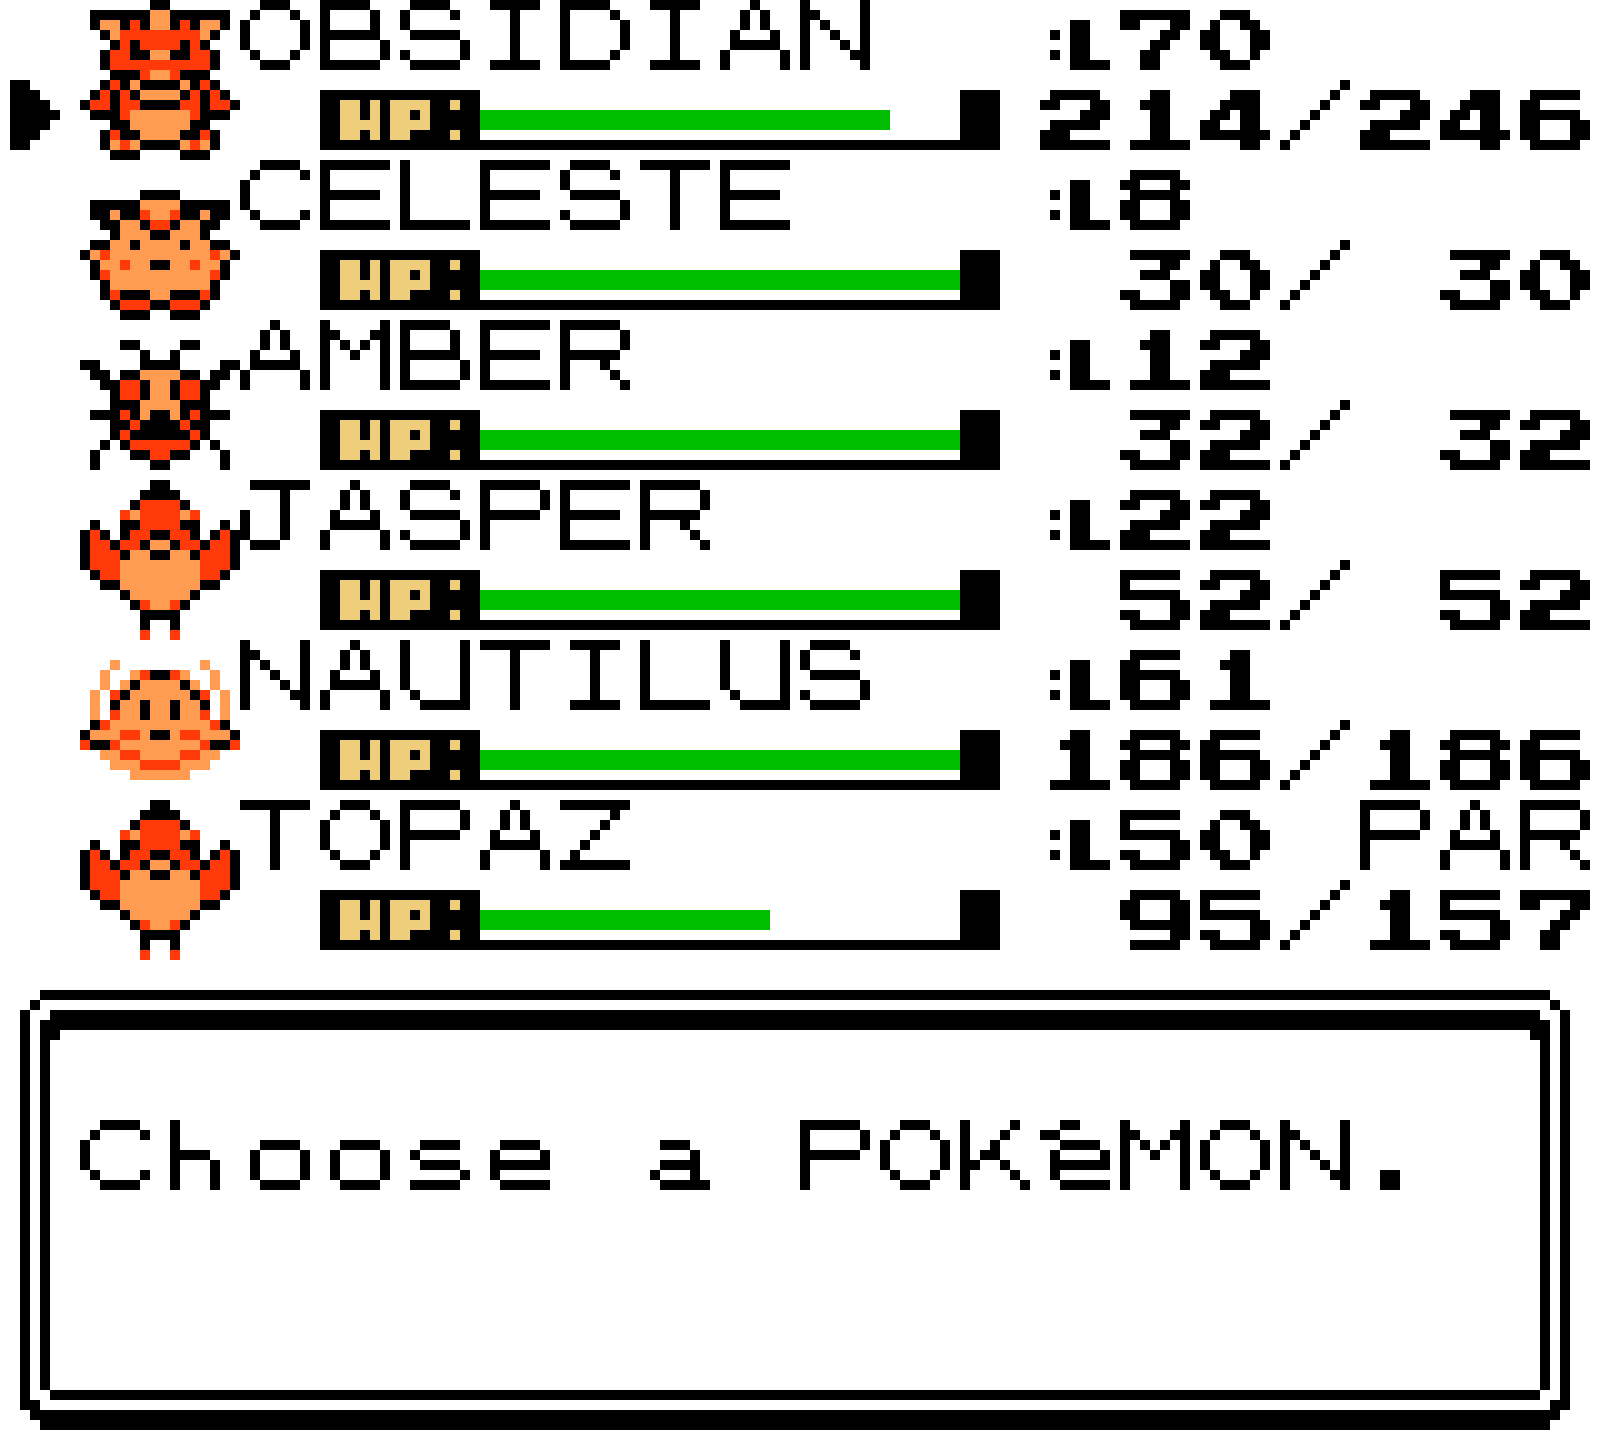 OBSIDIAN :L70
HP: 214/246
CELESTE :L8
HP: 30/ 30
AMBER :L12
HP: 32/ 32
JASPER :L22
HP: 52/ 52
NAUTILUS :L61
HP: 186/186
TOPAZ :L50 PAR
HP: 95/157
Choose a POKéMON.